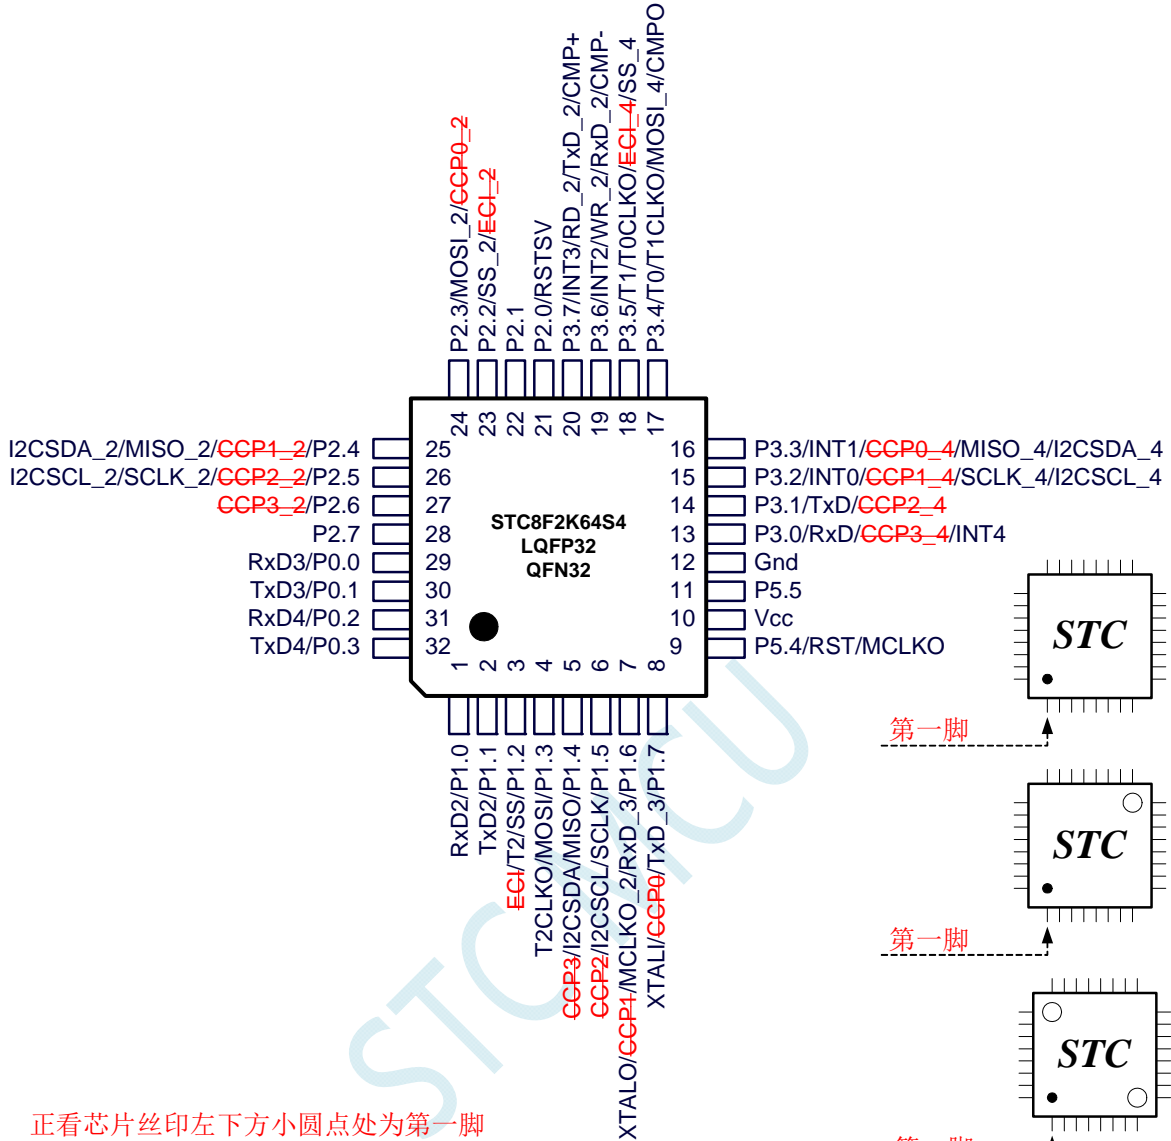 P2.3/MOSI_2/CCP0_2
P2.2/SS_2/ECI_2
P2.1
P2.0/RSTSV
P3.7/INT3/RD_2/TxD_2/CMP+
P3.6/INT2/WR_2/RxD_2/CMP-
P3.5/T1/T0CLKO/ECI_4/SS_4
P3.4/T0/T1CLKO/MOSI_4/CMPO
24 23 22 21 20 19 18 17
I2CSDA_2/MISO_2/CCP1_2/P2.4 25
I2CSCL_2/SCLK_2/CCP2_2/P2.5 26
CCP3_2/P2.6 27
P2.7 28
RxD3/P0.0 29
TxD3/P0.1 30
RxD4/P0.2 31
TxD4/P0.3 32
STC8F2K64S4
LQFP32
QFN32
16 P3.3/INT1/CCP0_4/MISO_4/I2CSDA_4
15 P3.2/INT0/CCP1_4/SCLK_4/I2CSCL_4
14 P3.1/TxD/CCP2_4
13 P3.0/RxD/CCP3_4/INT4
12 Gnd
11 P5.5
10 Vcc
9 P5.4/RST/MCLKO
1 2 3 4 5 6 7 8
RxD2/P1.0
TxD2/P1.1
ECI/T2/SS/P1.2
T2CLKO/MOSI/P1.3
CCP3/I2CSDA/MISO/P1.4
CCP2/I2CSCL/SCLK/P1.5
XTALO/CCP1/MCLKO_2/RxD_3/P1.6
XTALI/CCP0/TxD_3/P1.7
STC MCU
STC
第一脚
STC
第一脚
STC
第一脚
正看芯片丝印左下方小圆点处为第一脚